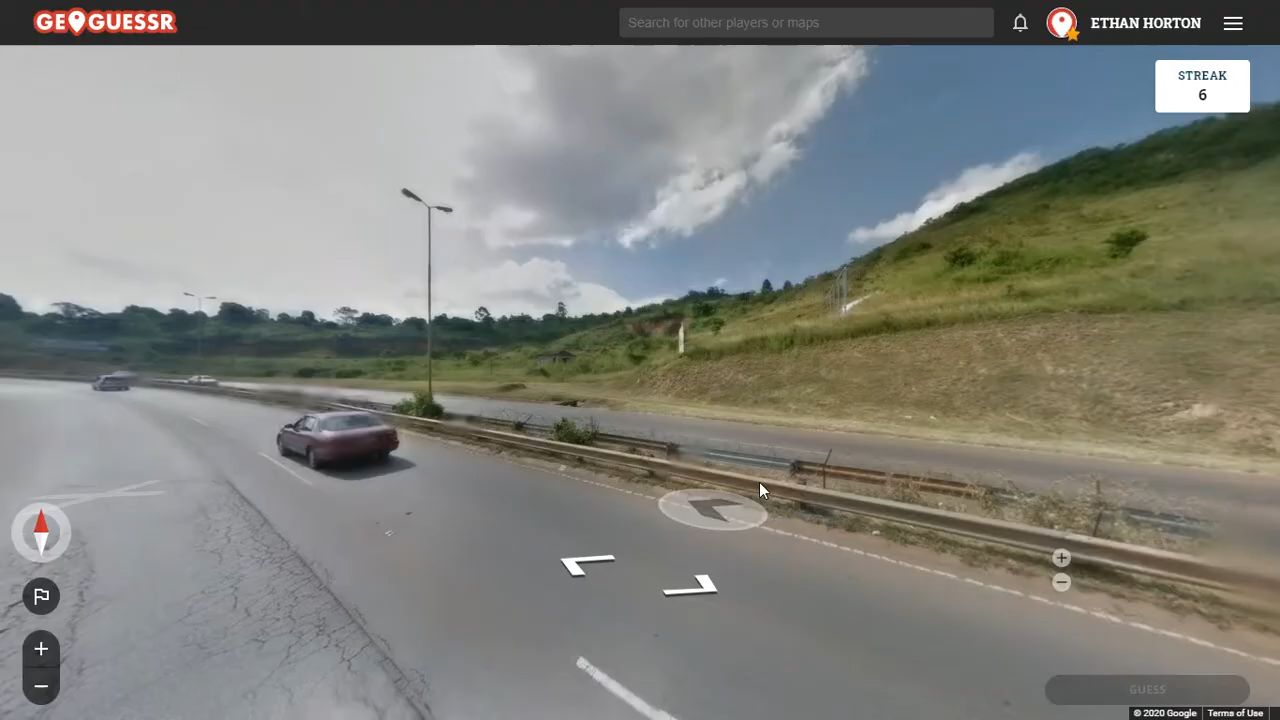 GEOGUESSR
Search for other players or maps
ETHAN HORTON
STREAK
6
GUESS
© 2020 Google
Terms of Use